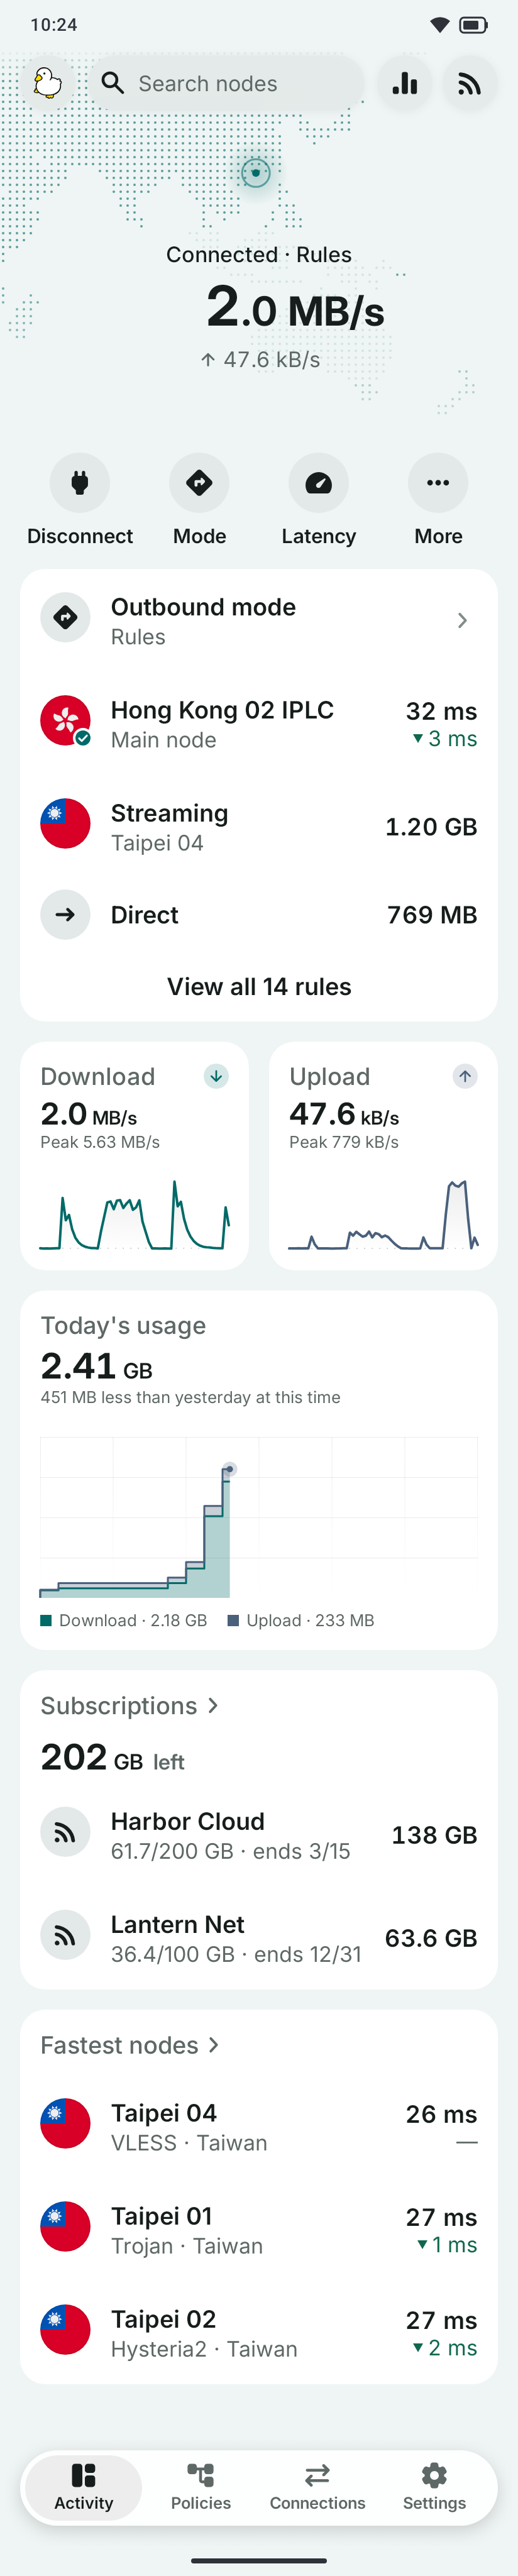 10:24
Search nodes
Connected · Rules
2.0 MB/s
↑ 47.6 kB/s
Disconnect
Mode
Latency
More
Outbound mode
Rules
Hong Kong 02 IPLC
32 ms
Main node
▼3 ms
Streaming
1.20 GB
Taipei 04
Direct
769 MB
View all 14 rules
Download
2.0 MB/s
Peak 5.63 MB/s
Upload
47.6 kB/s
Peak 779 kB/s
Today's usage
2.41 GB
451 MB less than yesterday at this time
Download · 2.18 GB
Upload · 233 MB
Subscriptions
202 GB left
Harbor Cloud
138 GB
61.7/200 GB · ends 3/15
Lantern Net
63.6 GB
36.4/100 GB · ends 12/31
Fastest nodes
Taipei 04
26 ms
VLESS · Taiwan
—
Taipei 01
27 ms
Trojan · Taiwan
▼1 ms
Taipei 02
27 ms
Hysteria2 · Taiwan
▼2 ms
Activity
Policies
Connections
Settings